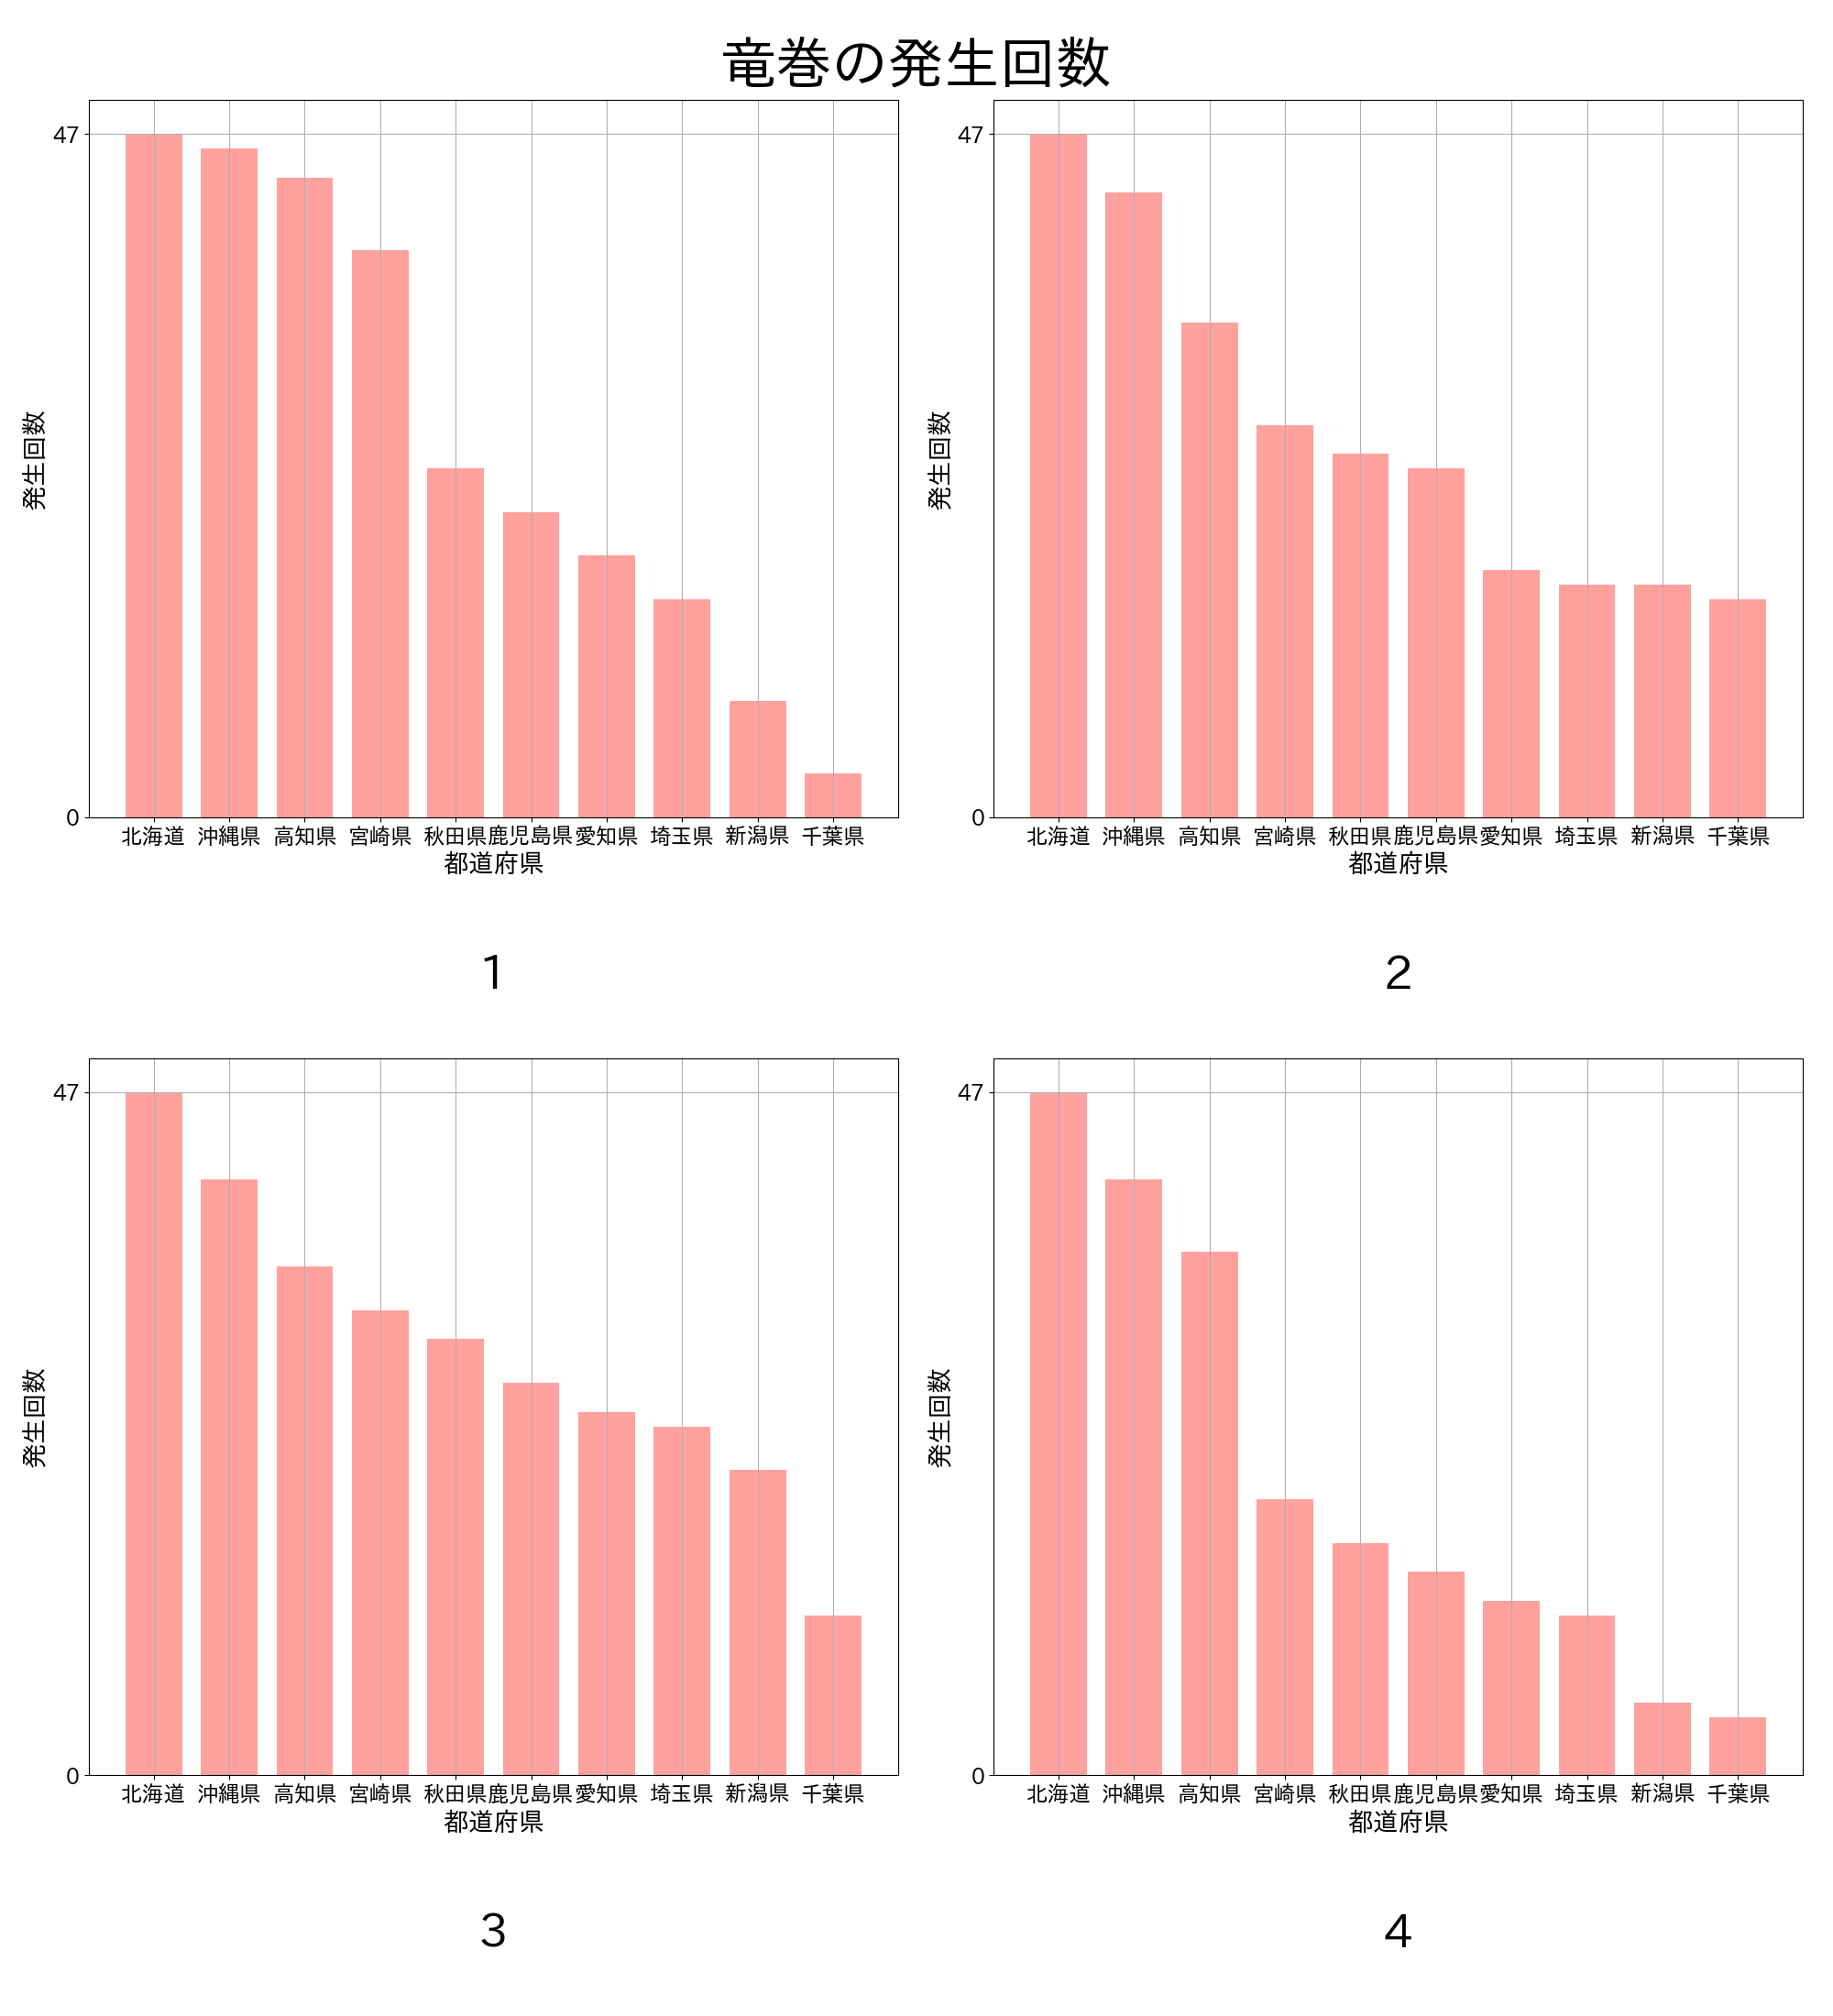 竜巻の発生回数
47
0
発生回数
北海道 沖縄県 高知県 宮崎県 秋田県 鹿児島県 愛知県 埼玉県 新潟県 千葉県
都道府県
1
47
0
発生回数
北海道 沖縄県 高知県 宮崎県 秋田県 鹿児島県 愛知県 埼玉県 新潟県 千葉県
都道府県
2
47
0
発生回数
北海道 沖縄県 高知県 宮崎県 秋田県 鹿児島県 愛知県 埼玉県 新潟県 千葉県
都道府県
3
47
0
発生回数
北海道 沖縄県 高知県 宮崎県 秋田県 鹿児島県 愛知県 埼玉県 新潟県 千葉県
都道府県
4